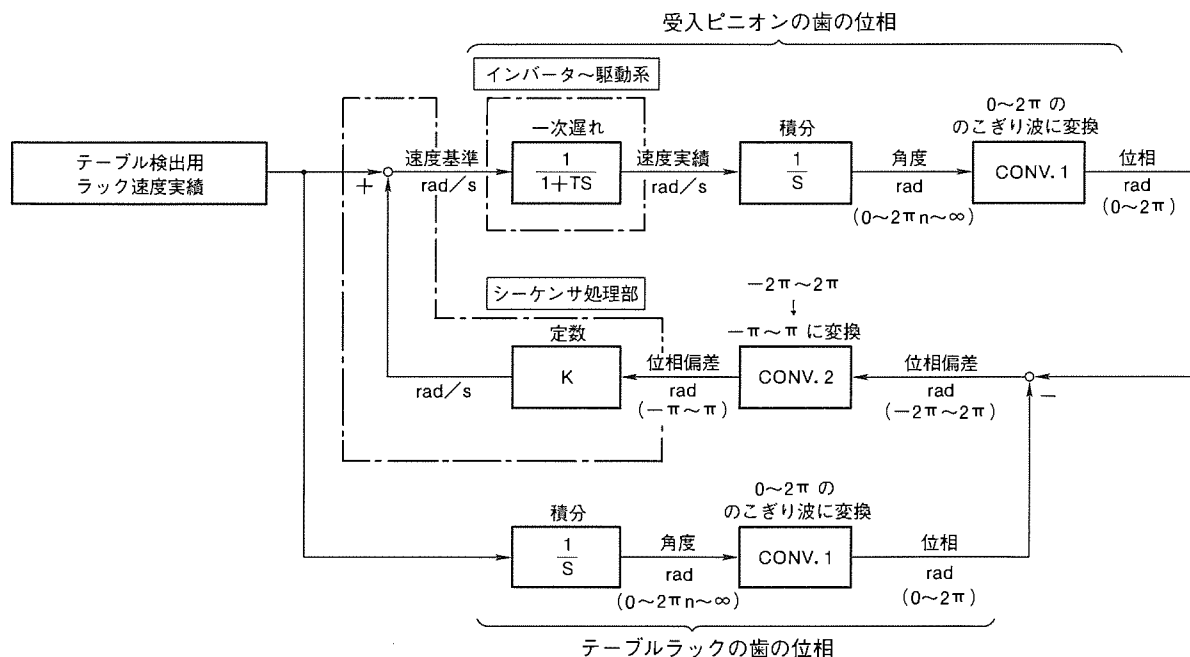 受入ピニオンの歯の位相
インバータ～駆動系
一次遅れ
積分
0～2πの
のこぎり波に変換
テーブル検出用
ラック速度実績
+
速度基準
rad/s
1
1+TS
速度実績
rad/s
1
S
角度
rad
(0～2πn～∞)
CONV.1
位相
rad
(0～2π)
シーケンサ処理部
定数
−2π～2π
↓
−π～πに変換
rad/s
K
位相偏差
rad
(−π～π)
CONV.2
位相偏差
rad
(−2π～2π)
−
積分
0～2πの
のこぎり波に変換
1
S
角度
rad
(0～2πn～∞)
CONV.1
位相
rad
(0～2π)
テーブルラックの歯の位相